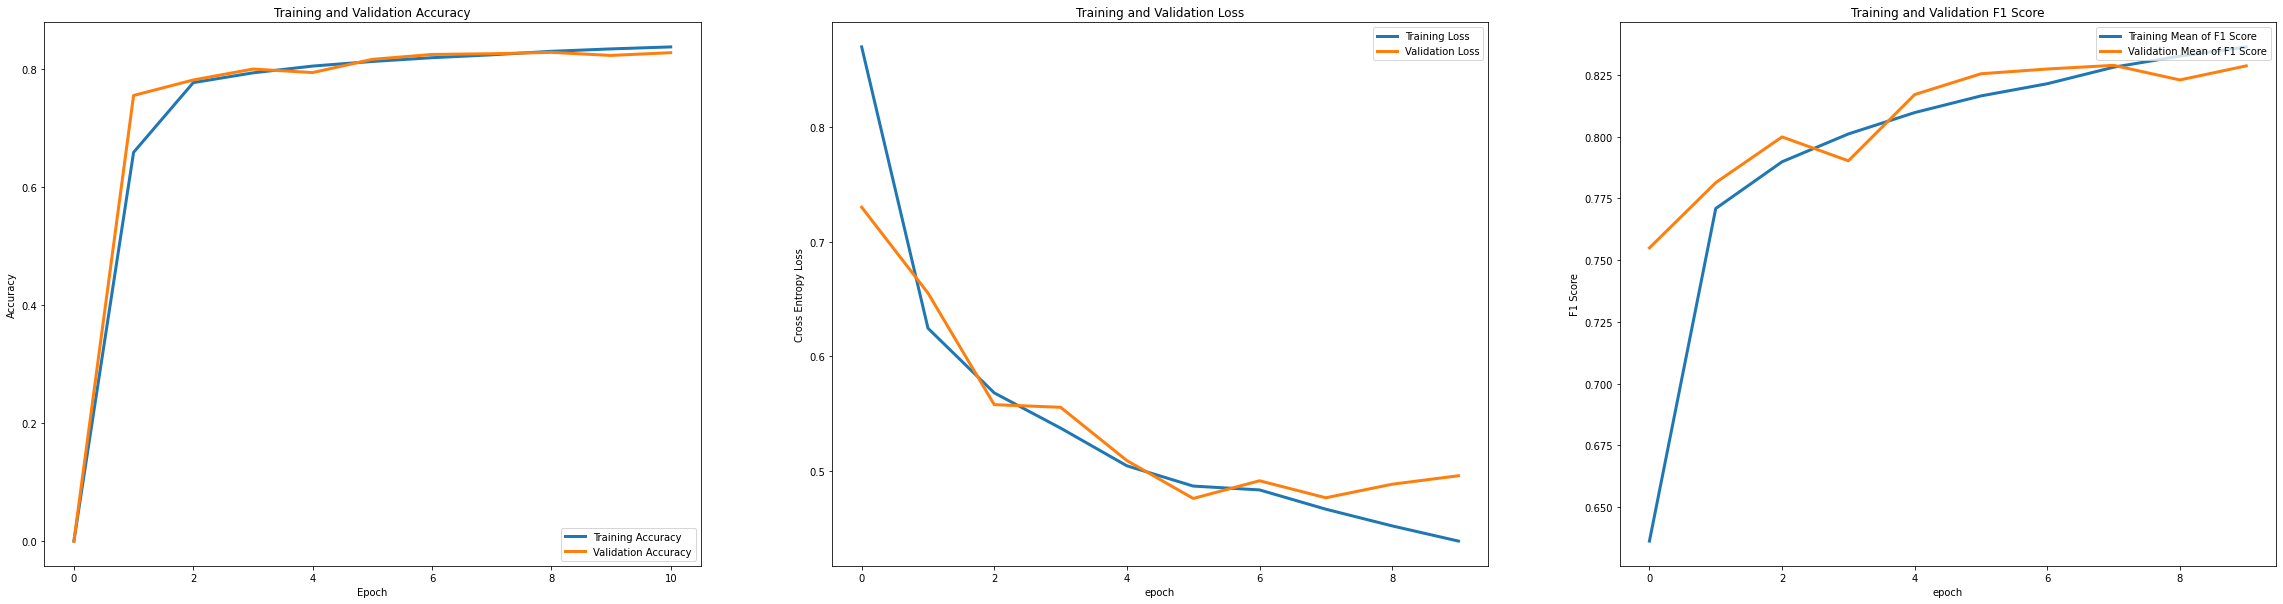 Training and Validation Accuracy
Accuracy
0.8
0.6
0.4
0.2
0.0
Training Accuracy
Validation Accuracy
0 2 4 6 8 10
Epoch
Training and Validation Loss
Training Loss
Validation Loss
Cross Entropy Loss
0.8
0.7
0.6
0.5
0 2 4 6 8
epoch
Training and Validation F1 Score
Training Mean of F1 Score
Validation Mean of F1 Score
F1 Score
0.825
0.800
0.775
0.750
0.725
0.700
0.675
0.650
0 2 4 6 8
epoch